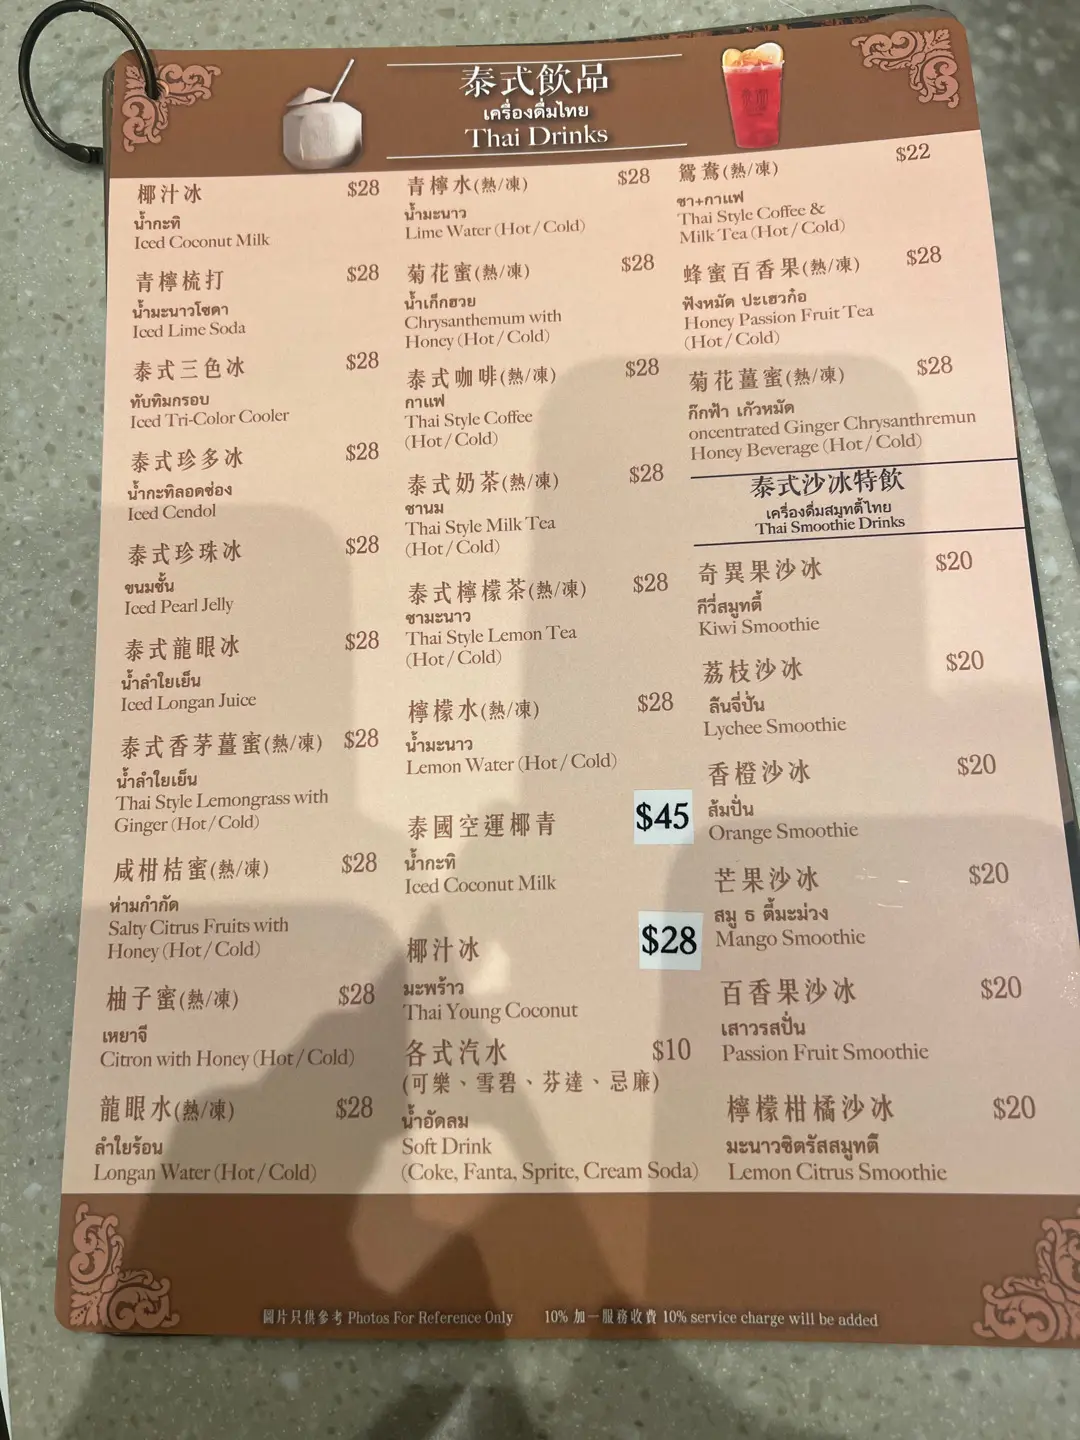 泰式飲品
เครื่องดื่มไทย
Thai Drinks
椰汁冰 $28
น้ำกะทิ
Iced Coconut Milk
青檸梳打 $28
น้ำมะนาวโซดา
Iced Lime Soda
泰式三色冰 $28
ทับทิมกรอบ
Iced Tri-Color Cooler
泰式珍多冰 $28
น้ำกะทิลอดช่อง
Iced Cendol
泰式珍珠冰 $28
ขนมชั้น
Iced Pearl Jelly
泰式龍眼冰 $28
น้ำลำใยเย็น
Iced Longan Juice
泰式香茅薑蜜(熱/凍) $28
น้ำลำใยเย็น
Thai Style Lemongrass with
Ginger (Hot/Cold)
咸柑桔蜜(熱/凍) $28
ห่ามกำกัด
Salty Citrus Fruits with
Honey (Hot/Cold)
柚子蜜(熱/凍) $28
เหยาจี
Citron with Honey (Hot/Cold)
龍眼水(熱/凍) $28
ลำใยร้อน
Longan Water (Hot/Cold)
青檸水(熱/凍) $28
น้ำมะนาว
Lime Water (Hot/Cold)
菊花蜜(熱/凍) $28
น้ำเก็กฮวย
Chrysanthemum with
Honey (Hot/Cold)
泰式咖啡(熱/凍) $28
กาแฟ
Thai Style Coffee
(Hot/Cold)
泰式奶茶(熱/凍) $28
ชานม
Thai Style Milk Tea
(Hot/Cold)
泰式檸檬茶(熱/凍) $28
ชามะนาว
Thai Style Lemon Tea
(Hot/Cold)
檸檬水(熱/凍) $28
น้ำมะนาว
Lemon Water (Hot/Cold)
泰國空運椰青 $45
น้ำกะทิ
Iced Coconut Milk
椰汁冰 $28
มะพร้าว
Thai Young Coconut
各式汽水 $10
(可樂、雪碧、芬達、忌廉)
น้ำอัดลม
Soft Drink
(Coke, Fanta, Sprite, Cream Soda)
鴛鴦(熱/凍) $22
ชา+กาแฟ
Thai Style Coffee &
Milk Tea (Hot/Cold)
蜂蜜百香果(熱/凍) $28
ฟังหมัด ปะเฮวก๋อ
Honey Passion Fruit Tea
(Hot/Cold)
菊花薑蜜(熱/凍) $28
ก๊กฟ้า เกัวหมัด
oncentrated Ginger Chrysanthremun
Honey Beverage (Hot/Cold)
泰式沙冰特飲
เครื่องดื่มสมูทตี้ไทย
Thai Smoothie Drinks
奇異果沙冰 $20
กีวี่สมูทตี้
Kiwi Smoothie
荔枝沙冰 $20
ลิ้นจี่ปั่น
Lychee Smoothie
香橙沙冰 $20
ส้มปั่น
Orange Smoothie
芒果沙冰 $20
สมู ธ ตี้มะม่วง
Mango Smoothie
百香果沙冰 $20
เสาวรสปั่น
Passion Fruit Smoothie
檸檬柑橘沙冰 $20
มะนาวซิตรัสสมูทตี้
Lemon Citrus Smoothie
圖片只供參考 Photos For Reference Only 10% 加一服務收費 10% service charge will be added